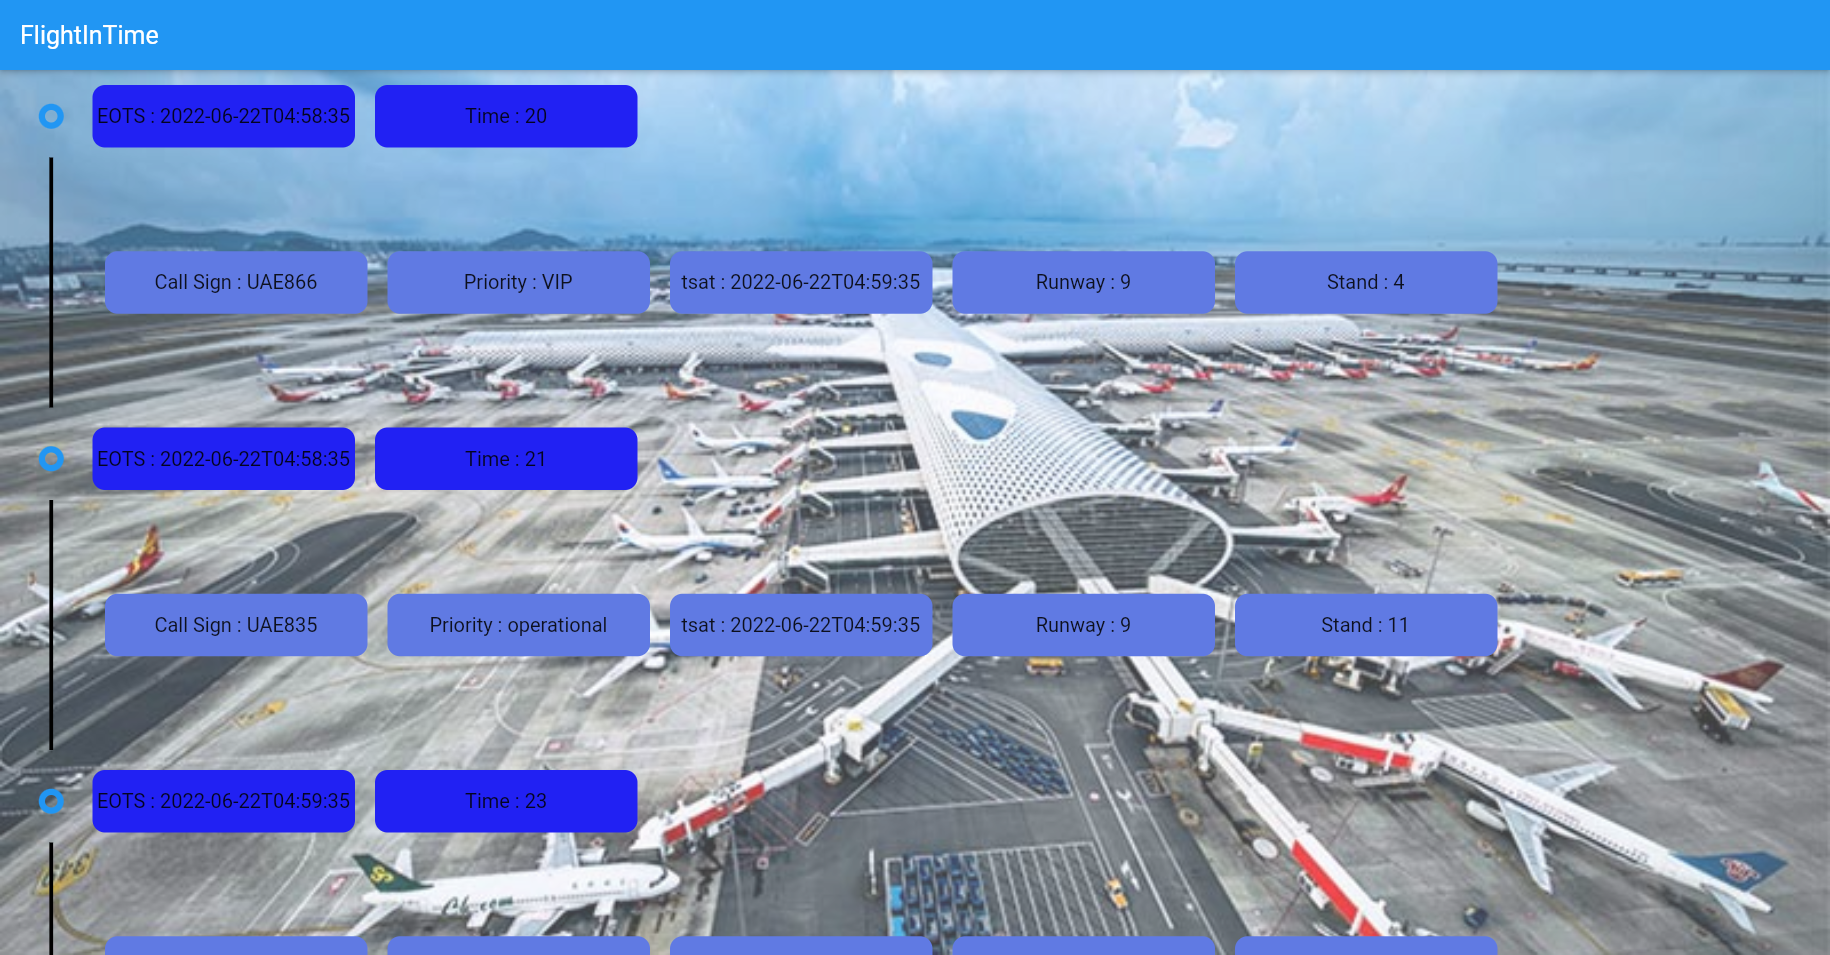 FlightInTime
EOTS : 2022-06-22T04:58:35 Time : 20
Call Sign : UAE866 Priority : VIP tsat : 2022-06-22T04:59:35 Runway : 9 Stand : 4
EOTS : 2022-06-22T04:58:35 Time : 21
Call Sign : UAE835 Priority : operational tsat : 2022-06-22T04:59:35 Runway : 9 Stand : 11
EOTS : 2022-06-22T04:59:35 Time : 23